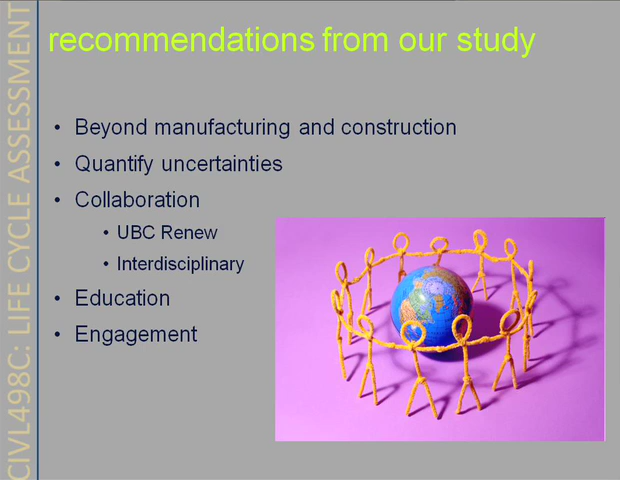 recommendations from our study
• Beyond manufacturing and construction
• Quantify uncertainties
• Collaboration
• UBC Renew
• Interdisciplinary
• Education
• Engagement
CIVL498C: LIFE CYCLE ASSESSMENT